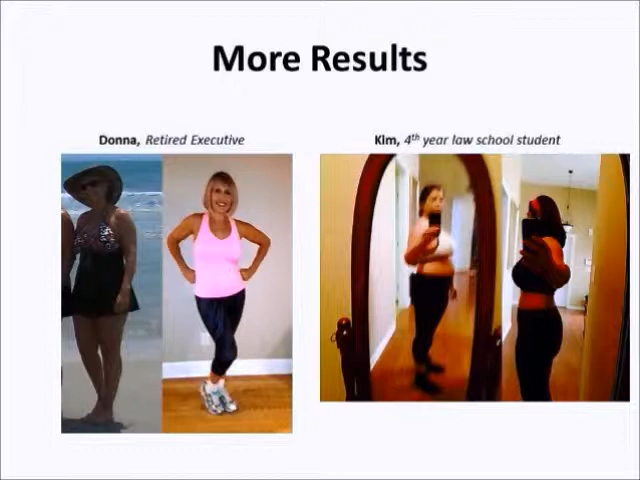 More Results
Donna, Retired Executive
Kim, 4th year law school student